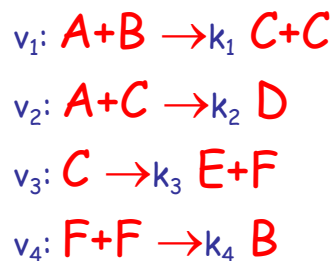 v₁: A+B →k₁ C+C
v₂: A+C →k₂ D
v₃: C →k₃ E+F
v₄: F+F →k₄ B